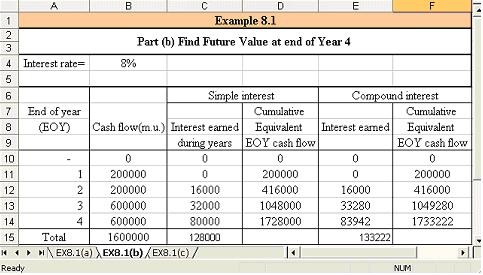 A B C D E F
1 Example 8.1
2
3 Part (b) Find Future Value at end of Year 4
4 Interest rate= 8%
5
6 Simple interest Compound interest
7 End of year Cumulative Cumulative
8 (EOY) Cash flow(m.u.) Interest earned Equivalent Interest earned Equivalent
9 during years EOY cash flow EOY cash flow
10 - 0 0 0 0 0
11 1 200000 0 200000 0 200000
12 2 200000 16000 416000 16000 416000
13 3 600000 32000 1048000 33280 1049280
14 4 600000 80000 1728000 83942 1733222
15 Total 1600000 128000 133222
EX8.1(a) EX8.1(b) EX8.1(c)
Ready NUM